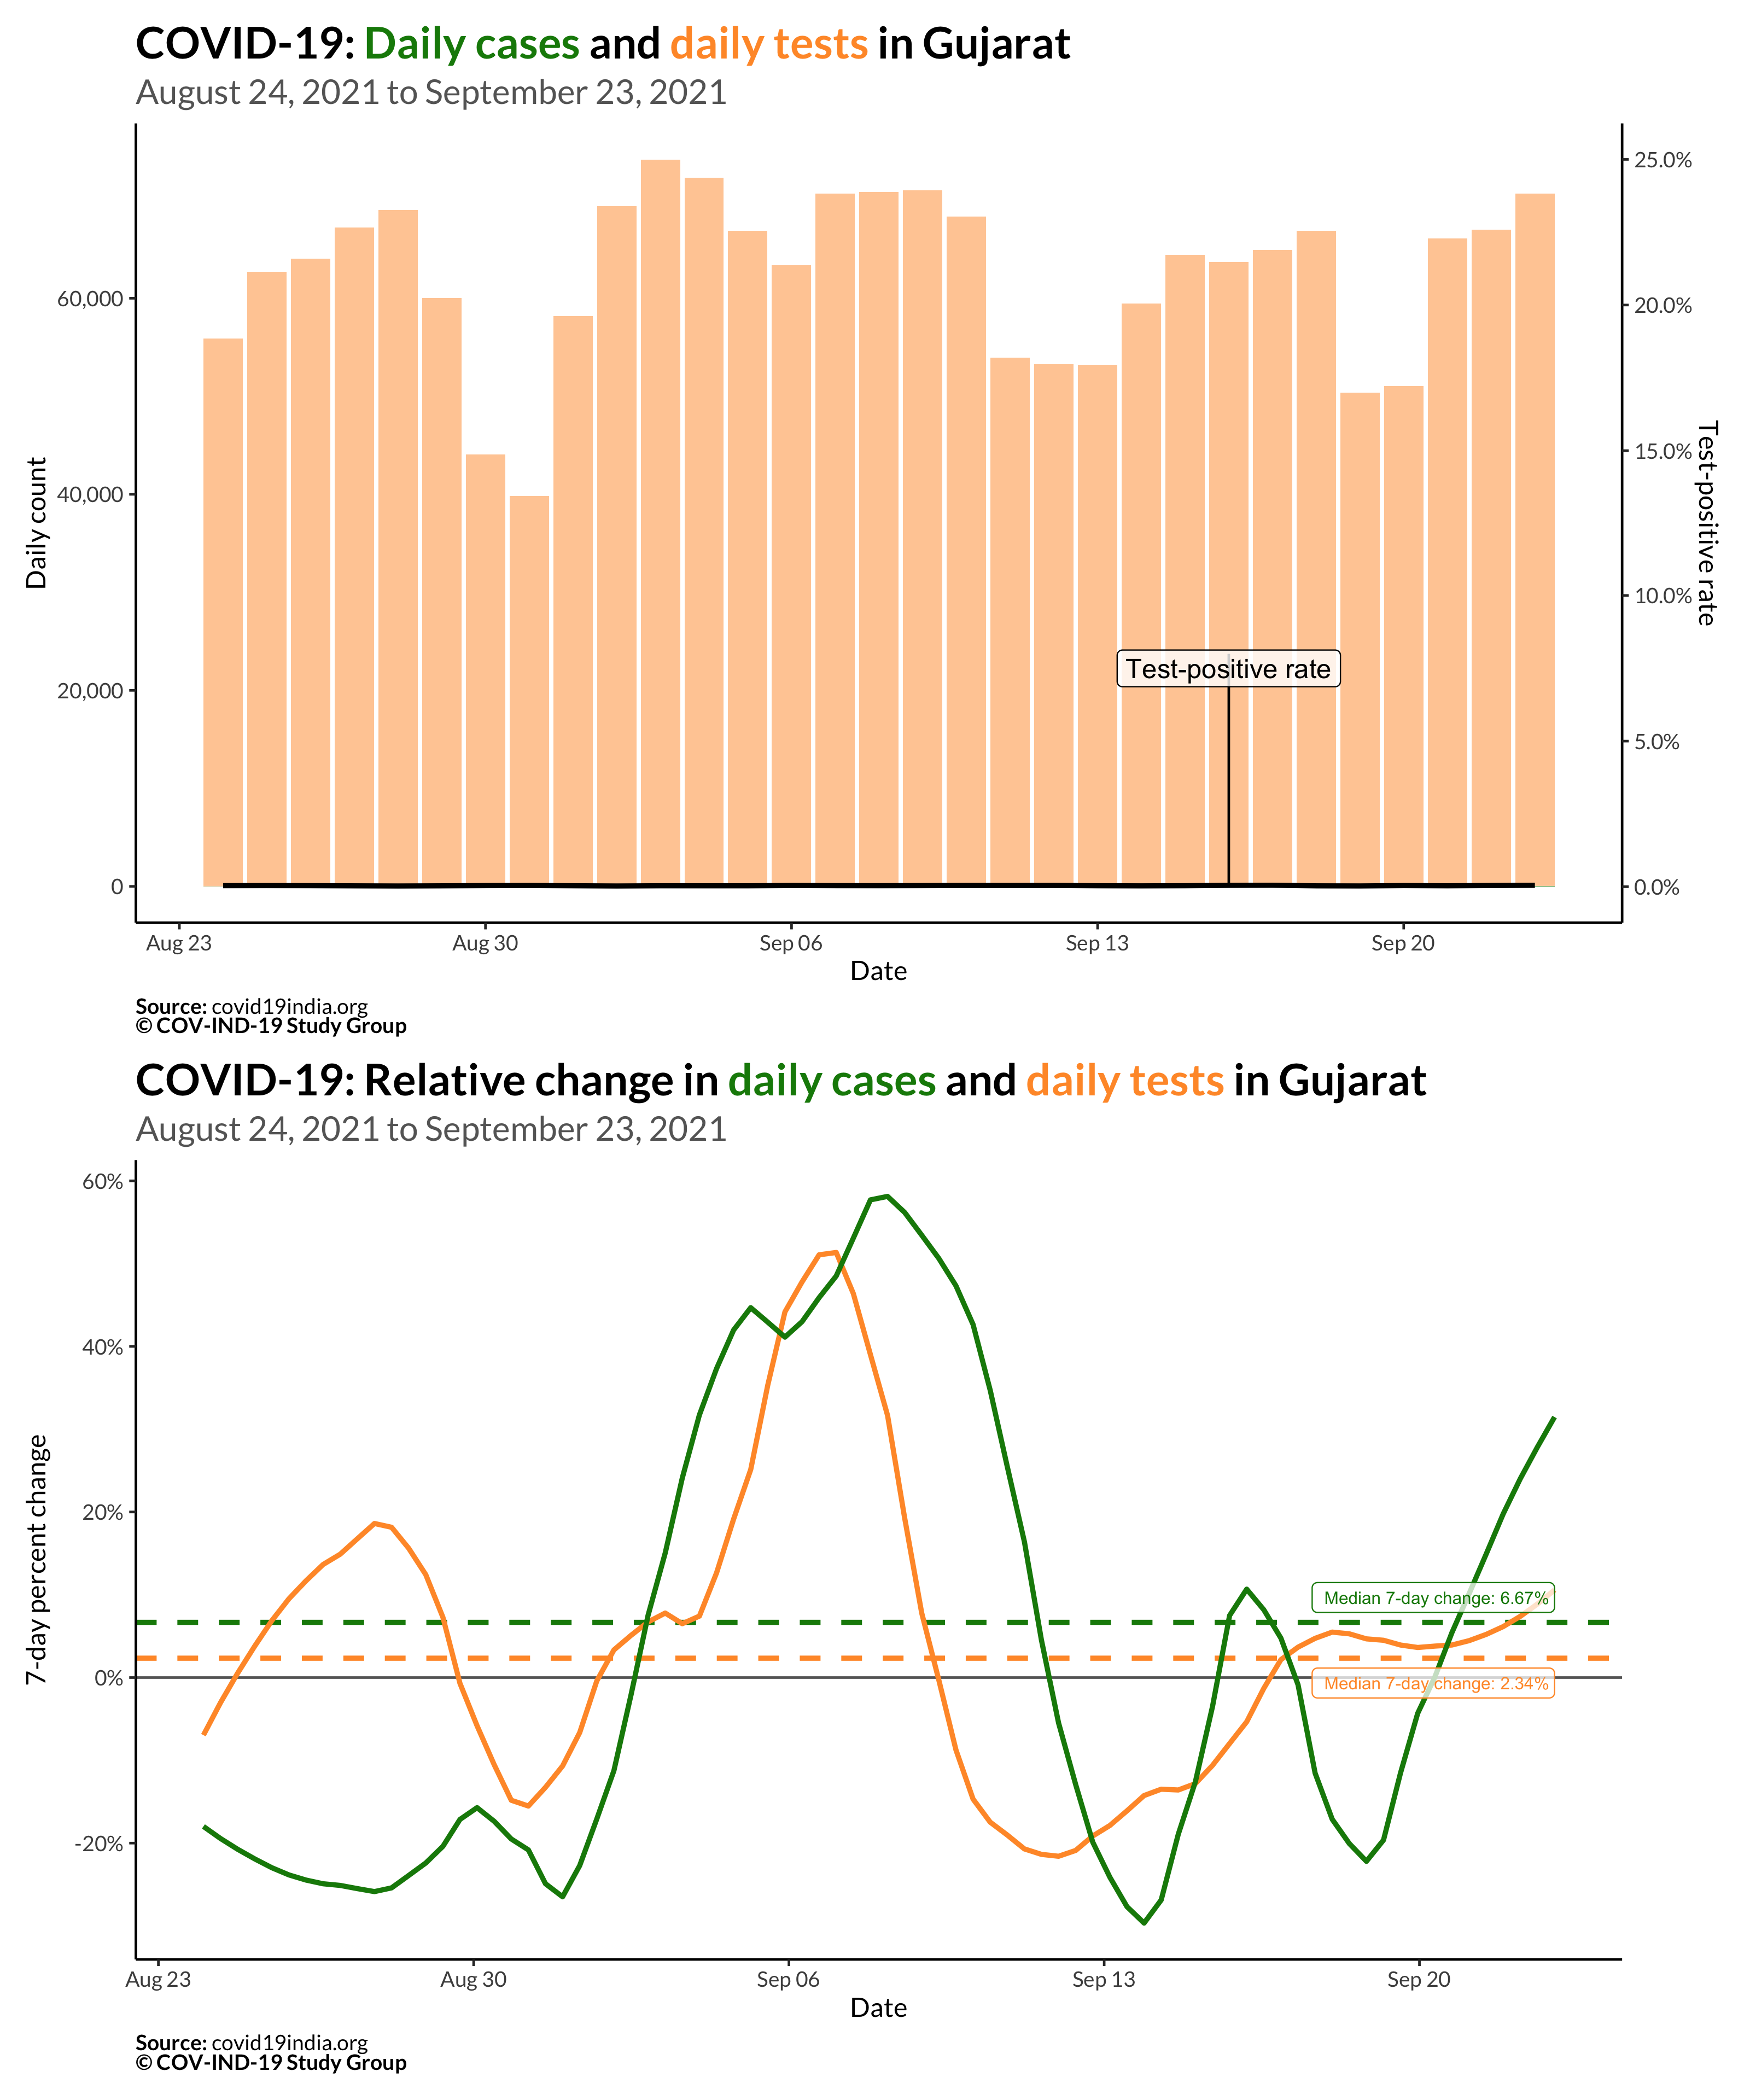 COVID-19: Daily cases and daily tests in Gujarat
August 24, 2021 to September 23, 2021
Daily count
60,000
40,000
20,000
0
25.0%
20.0%
15.0%
10.0%
5.0%
0.0%
Test-positive rate
Test-positive rate
Aug 23
Aug 30
Sep 06
Sep 13
Sep 20
Date
Source: covid19india.org
© COV-IND-19 Study Group
COVID-19: Relative change in daily cases and daily tests in Gujarat
August 24, 2021 to September 23, 2021
7-day percent change
60%
40%
20%
0%
-20%
Median 7-day change: 6.67%
Median 7-day change: 2.34%
Aug 23
Aug 30
Sep 06
Sep 13
Sep 20
Date
Source: covid19india.org
© COV-IND-19 Study Group